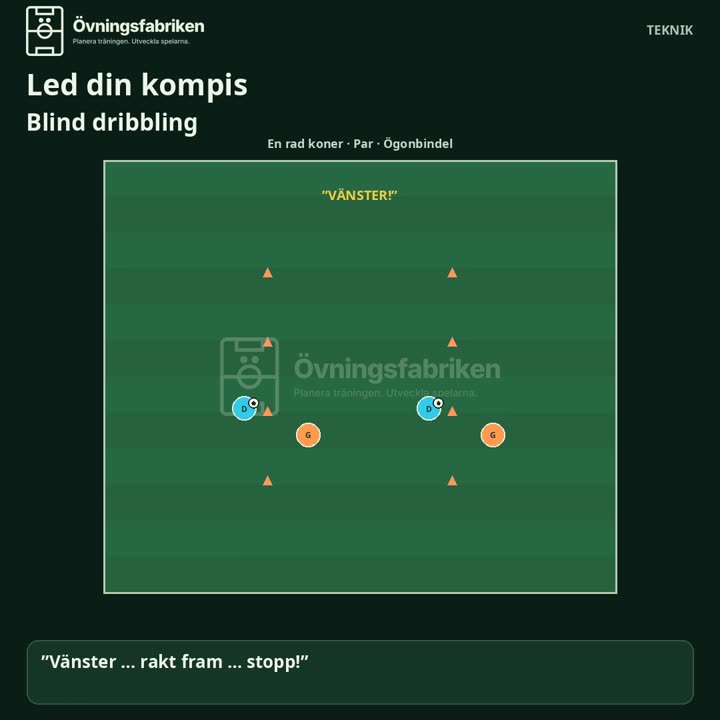 Övningsfabriken
Planera träningen. Utveckla spelarna.
TEKNIK
Led din kompis
Blind dribbling
En rad koner · Par · Ögonbindel
”VÄNSTER!”
Övningsfabriken
Planera träningen. Utveckla spelarna.
D
D
G
G
”Vänster ... rakt fram ... stopp!”